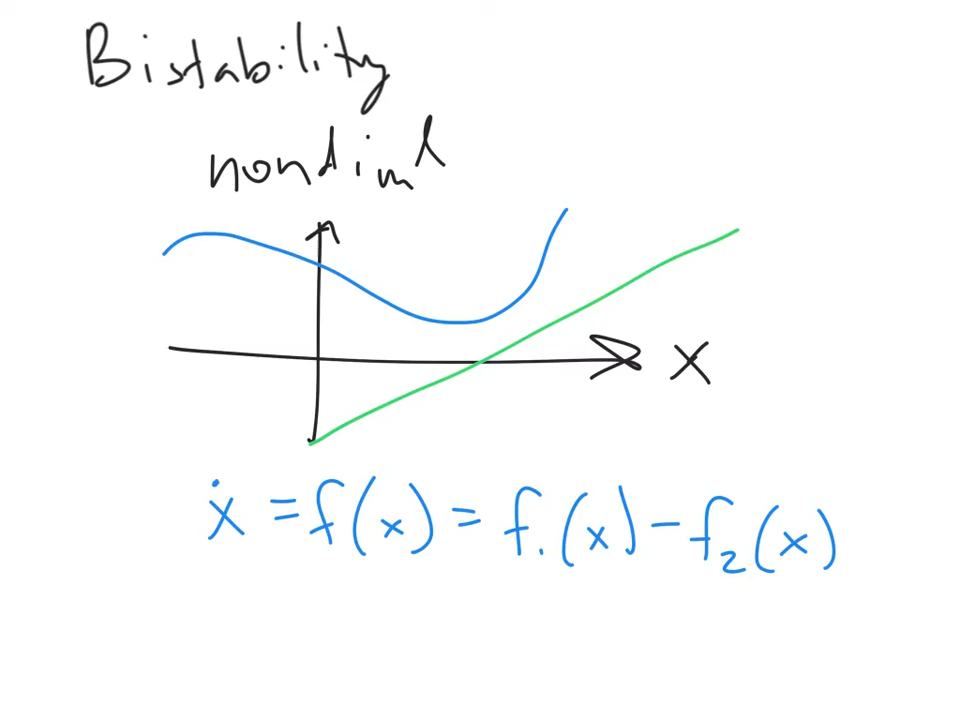 Bistability
nondim'l
x
ẋ = f(x) = f₁(x) - f₂(x)